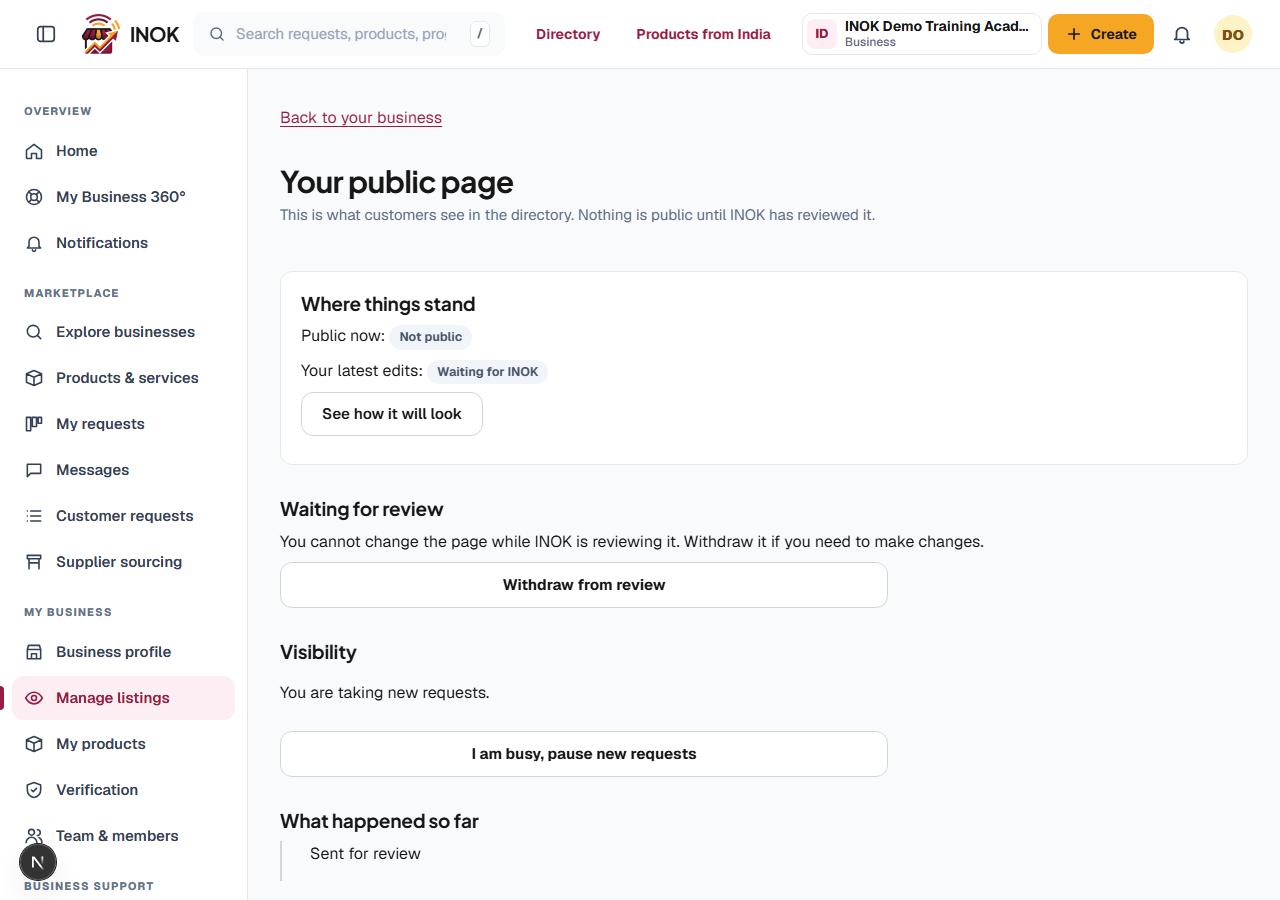 INOK
Search requests, products, pro
/
Directory
Products from India
ID
INOK Demo Training Acad...
Business
Create
DO
OVERVIEW
Home
My Business 360°
Notifications
MARKETPLACE
Explore businesses
Products & services
My requests
Messages
Customer requests
Supplier sourcing
MY BUSINESS
Business profile
Manage listings
My products
Verification
Team & members
N
BUSINESS SUPPORT
Back to your business
Your public page
This is what customers see in the directory. Nothing is public until INOK has reviewed it.
Where things stand
Public now: Not public
Your latest edits: Waiting for INOK
See how it will look
Waiting for review
You cannot change the page while INOK is reviewing it. Withdraw it if you need to make changes.
Withdraw from review
Visibility
You are taking new requests.
I am busy, pause new requests
What happened so far
Sent for review